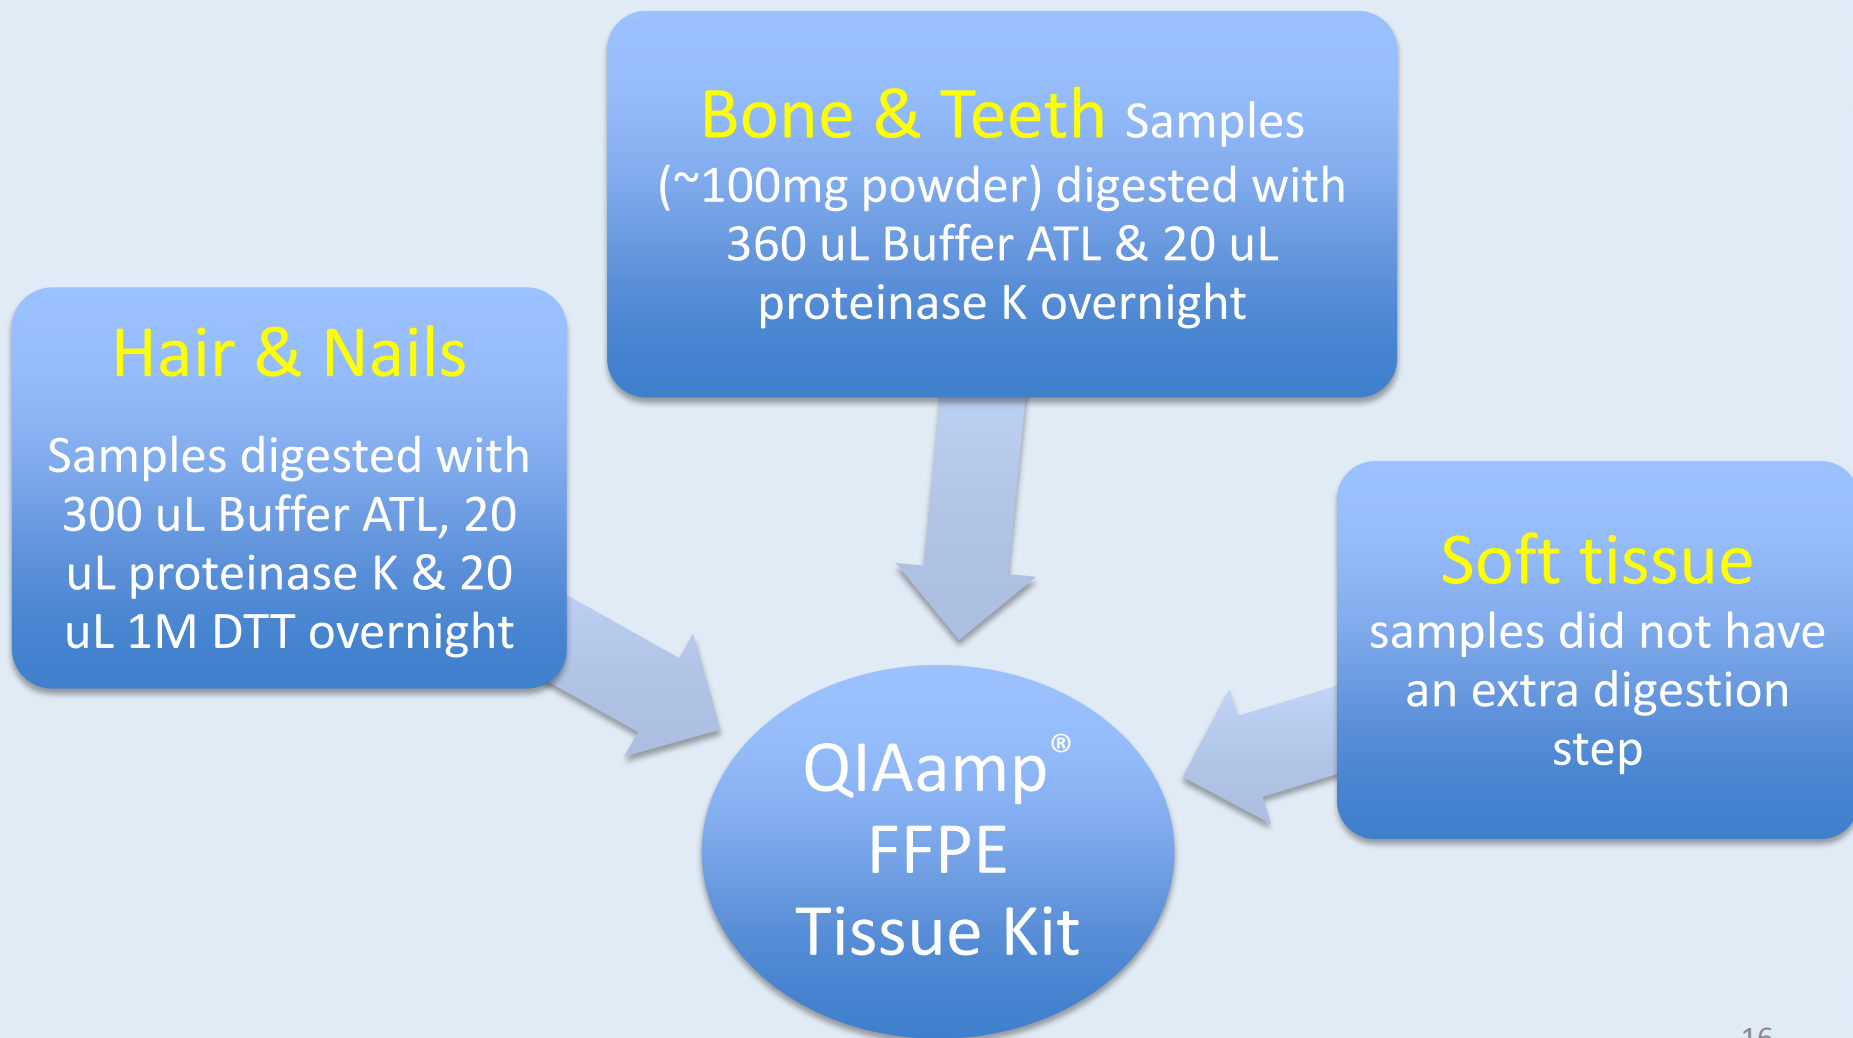 Bone & Teeth Samples
(~100mg powder) digested with
360 uL Buffer ATL & 20 uL
proteinase K overnight
Hair & Nails
Samples digested with
300 uL Buffer ATL, 20
uL proteinase K & 20
uL 1M DTT overnight
Soft tissue
samples did not have
an extra digestion
step
QIAamp®
FFPE
Tissue Kit
16